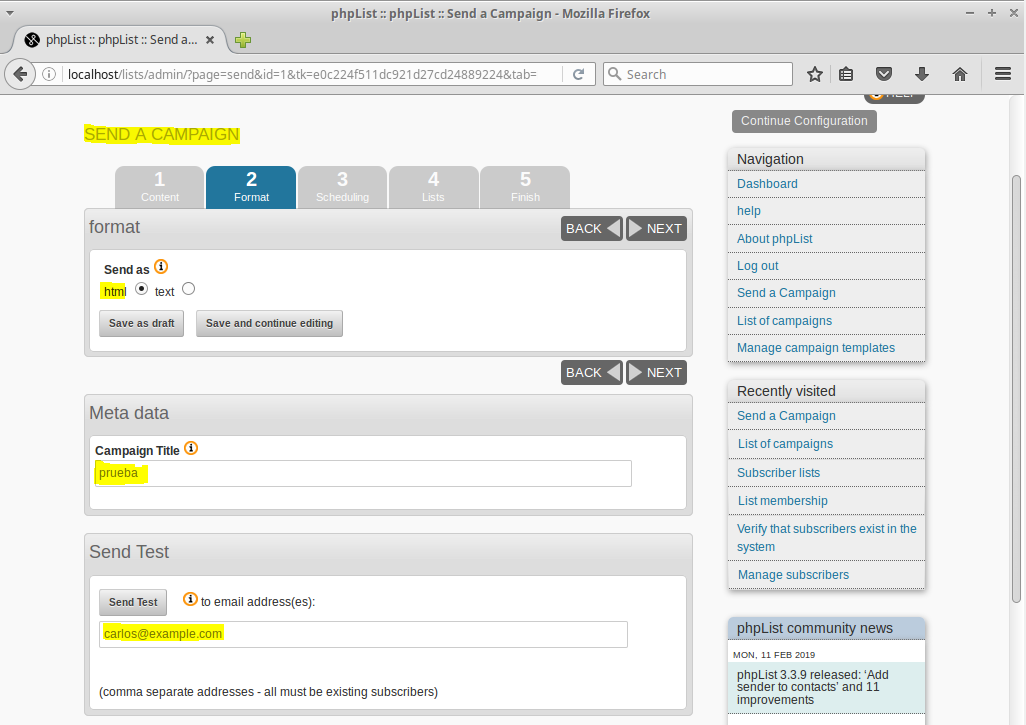 phpList :: phpList :: Send a Campaign - Mozilla Firefox
phpList :: phpList :: Send a...
localhost/lists/admin/?page=send&id=1&tk=e0c224f511dc921d27cd24889224&tab=
Search
HELP
Continue Configuration
SEND A CAMPAIGN
1 2 3 4 5
Content Format Scheduling Lists Finish
format
BACK NEXT
Send as
html text
Save as draft Save and continue editing
BACK NEXT
Meta data
Campaign Title
prueba
Send Test
Send Test to email address(es):
carlos@example.com
(comma separate addresses - all must be existing subscribers)
Navigation
Dashboard
help
About phpList
Log out
Send a Campaign
List of campaigns
Manage campaign templates
Recently visited
Send a Campaign
List of campaigns
Subscriber lists
List membership
Verify that subscribers exist in the
system
Manage subscribers
phpList community news
MON, 11 FEB 2019
phpList 3.3.9 released: ‘Add
sender to contacts’ and 11
improvements